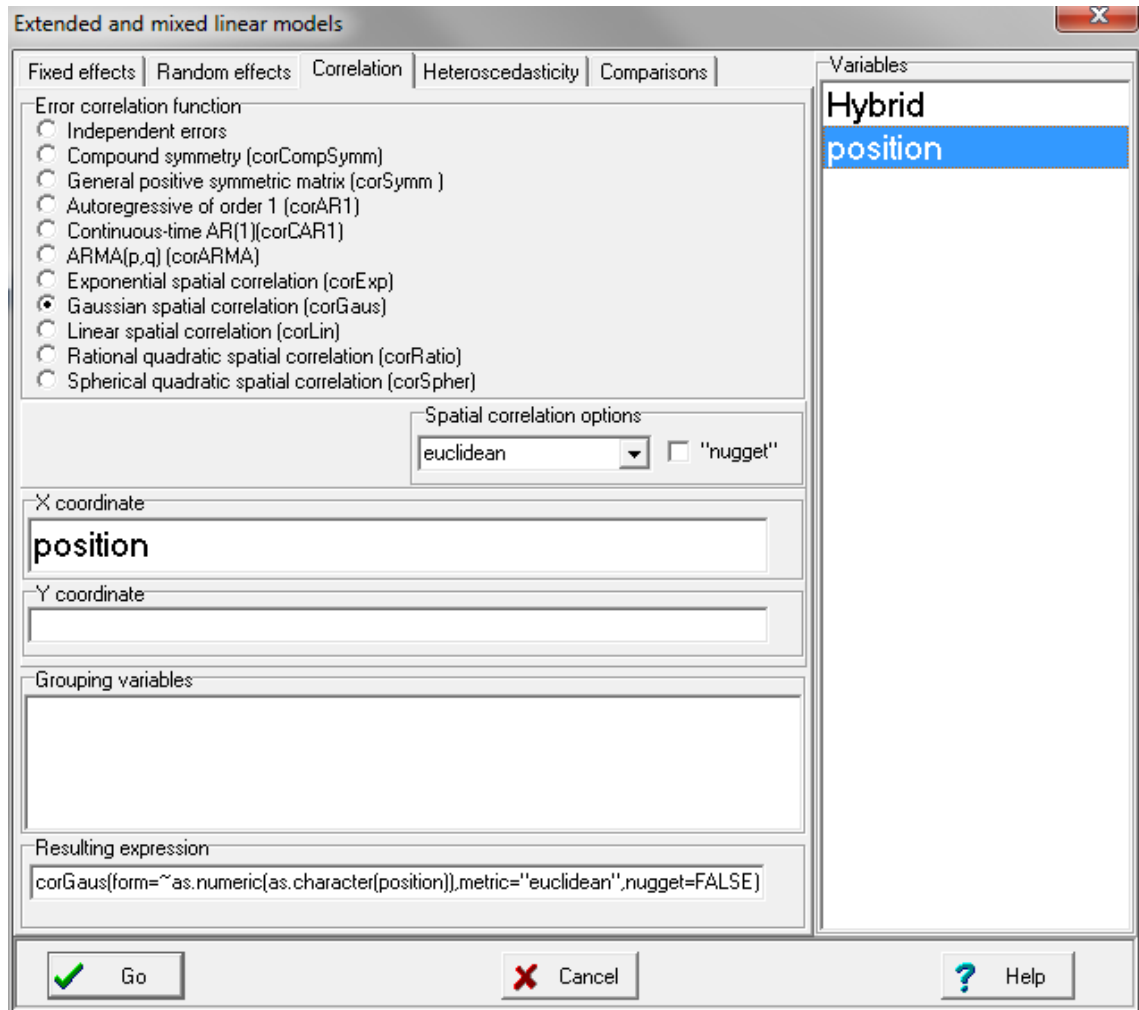 Extended and mixed linear models
x
Fixed effects Random effects Correlation Heteroscedasticity Comparisons
Error correlation function
Independent errors
Compound symmetry (corCompSymm)
General positive symmetric matrix (corSymm )
Autoregressive of order 1 (corAR1)
Continuous-time AR(1)(corCAR1)
ARMA(p,q) (corARMA)
Exponential spatial correlation (corExp)
Gaussian spatial correlation (corGaus)
Linear spatial correlation (corLin)
Rational quadratic spatial correlation (corRatio)
Spherical quadratic spatial correlation (corSpher)
Spatial correlation options
euclidean "nugget"
X coordinate
position
Y coordinate
Grouping variables
Resulting expression
corGaus(form=~as.numeric(as.character(position)),metric="euclidean",nugget=FALSE)
Variables
Hybrid
position
Go Cancel ? Help